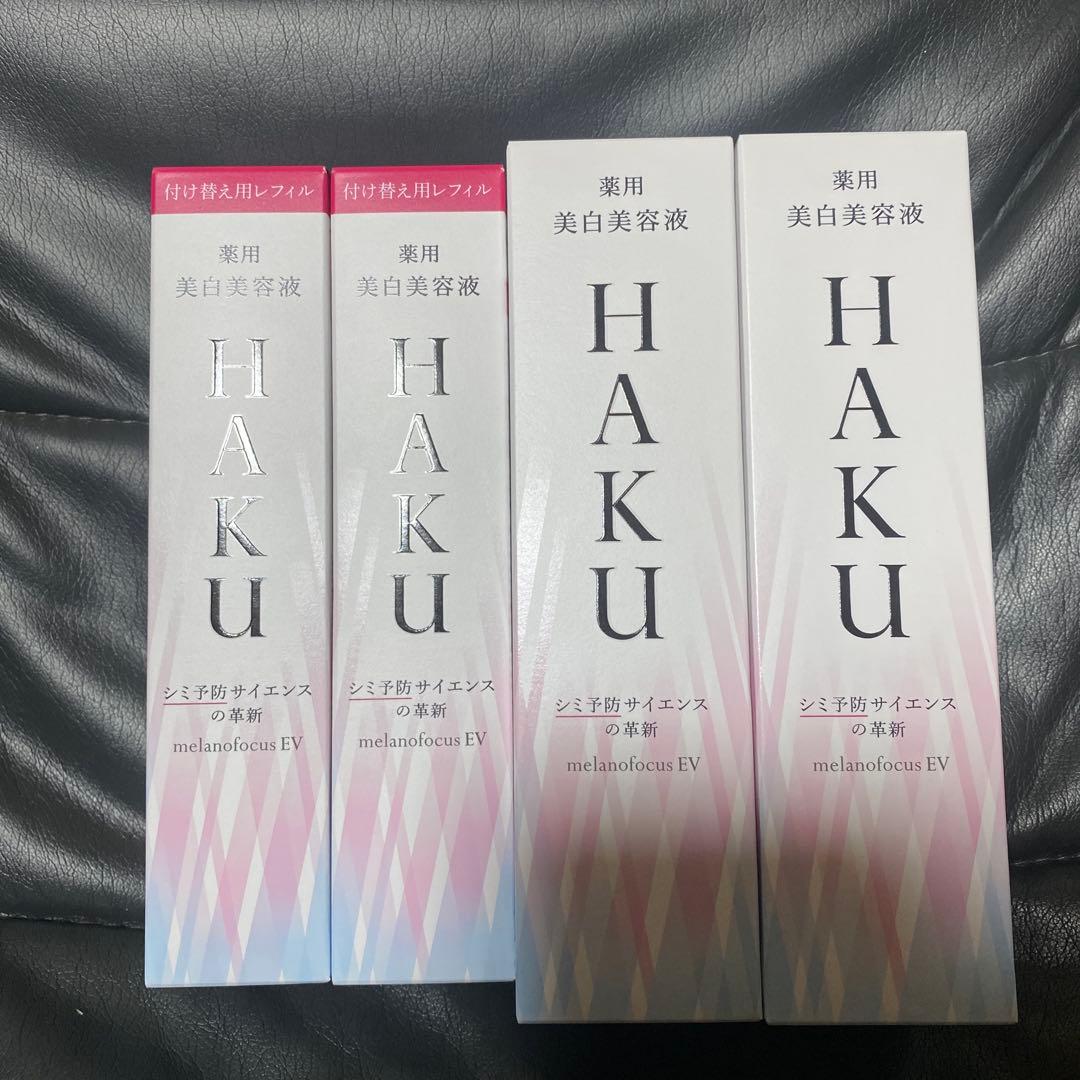 付け替え用レフィル
薬用
美白美容液
HAKU
シミ予防サイエンス
の革新
melanofocus EV
付け替え用レフィル
薬用
美白美容液
HAKU
シミ予防サイエンス
の革新
melanofocus EV
薬用
美白美容液
HAKU
シミ予防サイエンス
の革新
melanofocus EV
薬用
美白美容液
HAKU
シミ予防サイエンス
の革新
melanofocus EV